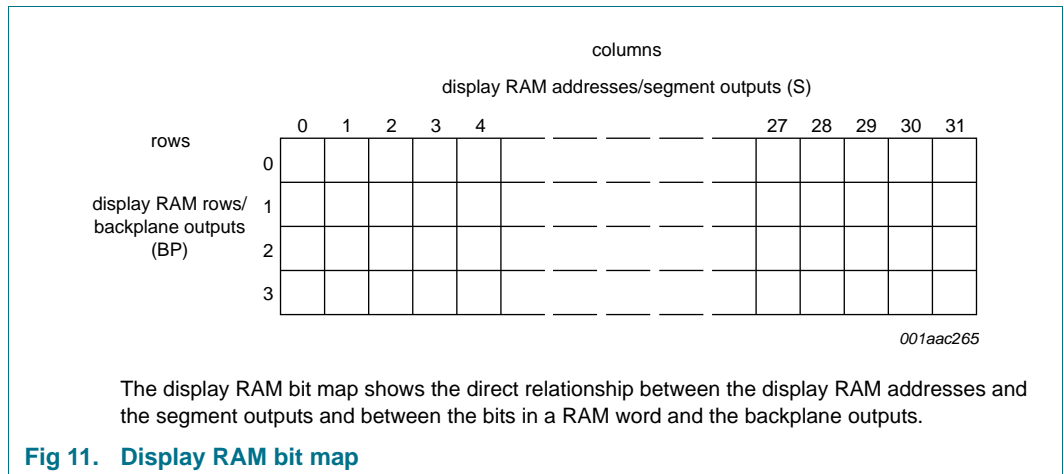 columns
display RAM addresses/segment outputs (S)
0 1 2 3 4 27 28 29 30 31
rows
0
display RAM rows/ 1
backplane outputs
(BP) 2
3
001aac265
The display RAM bit map shows the direct relationship between the display RAM addresses and
the segment outputs and between the bits in a RAM word and the backplane outputs.
Fig 11. Display RAM bit map